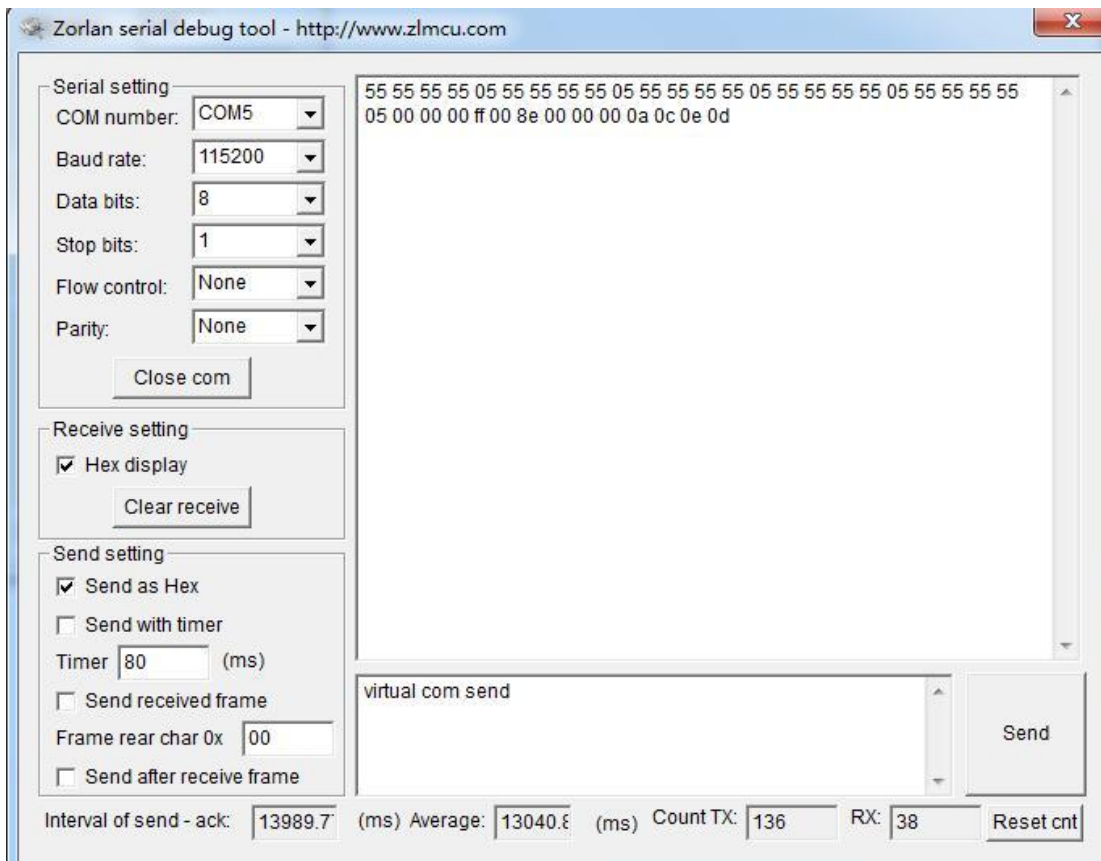 Zorlan serial debug tool - http://www.zlmcu.com
Serial setting
COM number: COM5
Baud rate: 115200
Data bits: 8
Stop bits: 1
Flow control: None
Parity: None
Close com
Receive setting
Hex display
Clear receive
Send setting
Send as Hex
Send with timer
Timer 80 (ms)
Send received frame
Frame rear char 0x 00
Send after receive frame
55 55 55 55 05 55 55 55 55 05 55 55 55 55 05 55 55 55 55 05 55 55 55 55
05 00 00 00 ff 00 8e 00 00 00 0a 0c 0e 0d
virtual com send
Send
Interval of send - ack: 13989.7 (ms) Average: 13040.8 (ms) Count TX: 136 RX: 38 Reset cnt